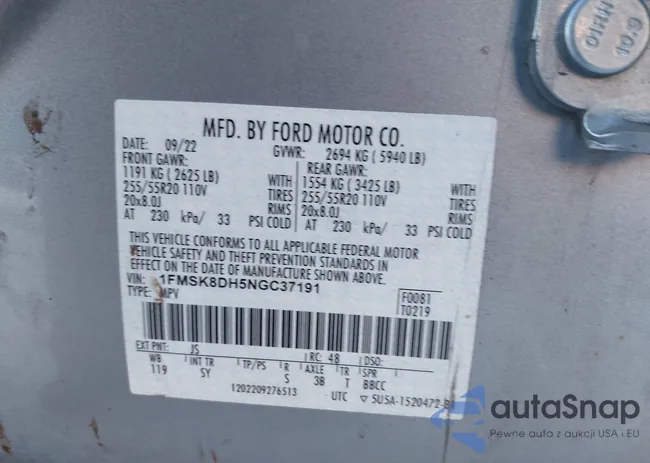 01HH
10.9
MFD. BY FORD MOTOR CO.
DATE: 09/22 GVWR: 2694 KG ( 5940 LB)
FRONT GAWR: REAR GAWR:
1191 KG ( 2625 LB) WITH 1554 KG ( 3425 LB) WITH
255/55R20 110V TIRES 255/55R20 110V TIRES
20x8.0J RIMS 20x8.0J RIMS
AT 230 kPa/ 33 PSI COLD AT 230 kPa/ 33 PSI COLD
THIS VEHICLE CONFORMS TO ALL APPLICABLE FEDERAL MOTOR
VEHICLE SAFETY AND THEFT PREVENTION STANDARDS IN
EFFECT ON THE DATE OF MANUFACTURE SHOWN ABOVE.
VIN: 1FMSK8DH5NGC37191
TYPE: MPV
F0081
T0219
EXT PNT: JS RC: 48 DSO:
WB INT TR TP/PS R AXLE TR SPR
119 SY S 3B T BBCC
1202209276513 UTC
autaSnap
Pewne auta z aukcji USA i EU